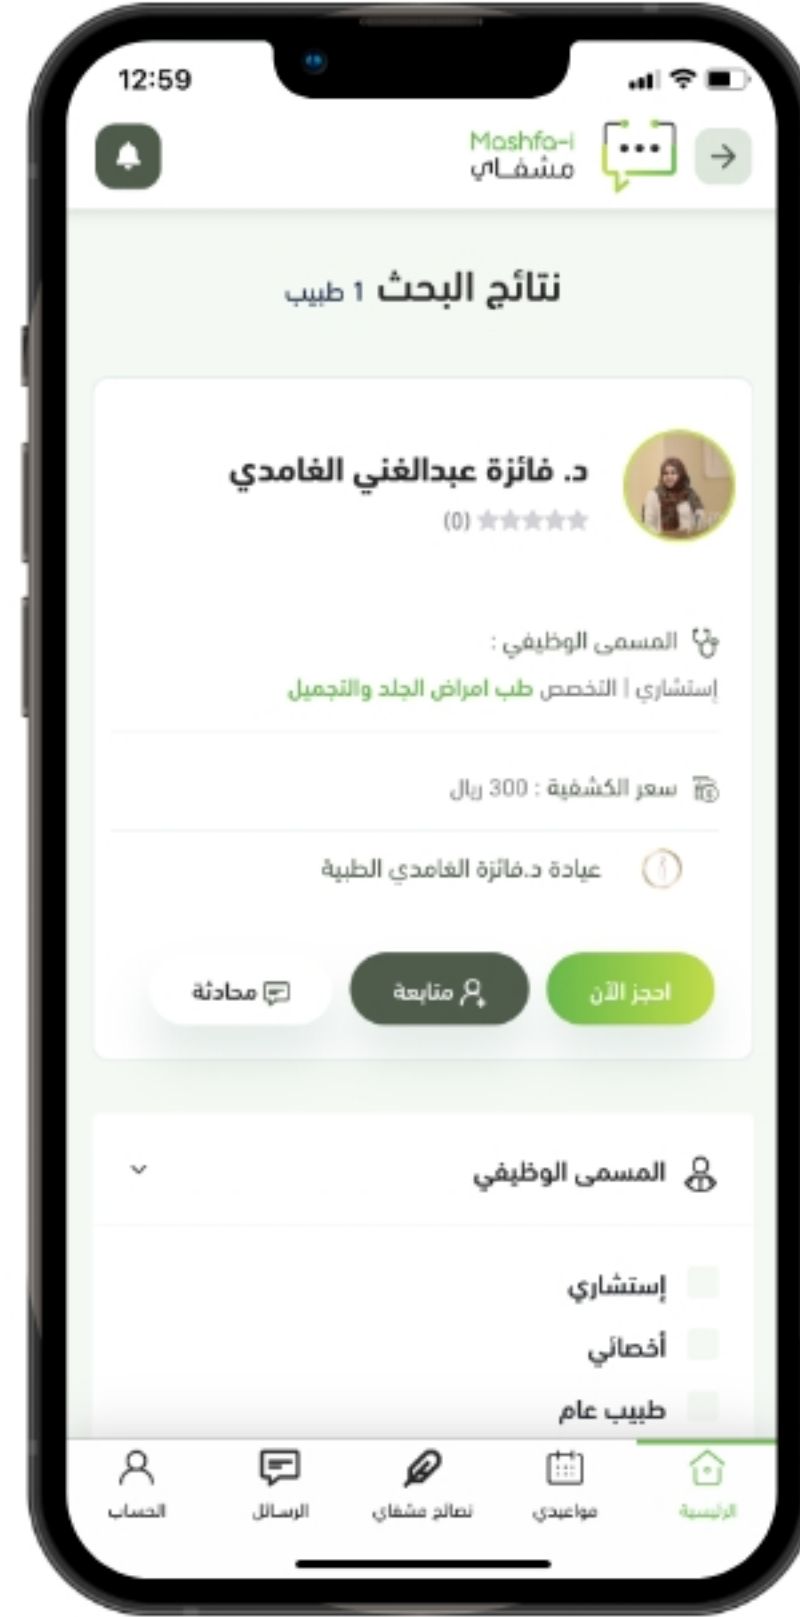 12:59
Mashfa-i
مشفاي
نتائج البحث 1 طبيب
د. فائزة عبدالغني الغامدي
(0)
المسمى الوظيفي :
إستشاري | التخصص طب امراض الجلد والتجميل
سعر الكشفية : 300 ريال
عيادة د.فائزة الغامدي الطبية
احجز الآن
متابعة
محادثة
المسمى الوظيفي
إستشاري
أخصائي
طبيب عام
الرئيسية
مواعيدي
نصائح مشفاي
الرسائل
الحساب